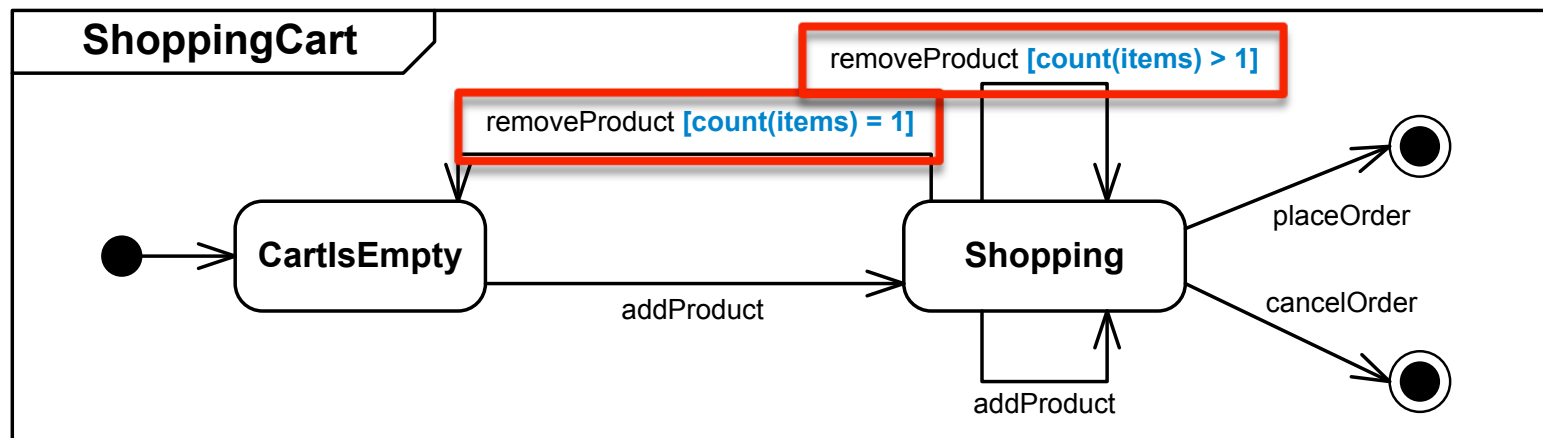 ShoppingCart
removeProduct [count(items) > 1]
removeProduct [count(items) = 1]
placeOrder
CartIsEmpty
Shopping
addProduct
cancelOrder
addProduct